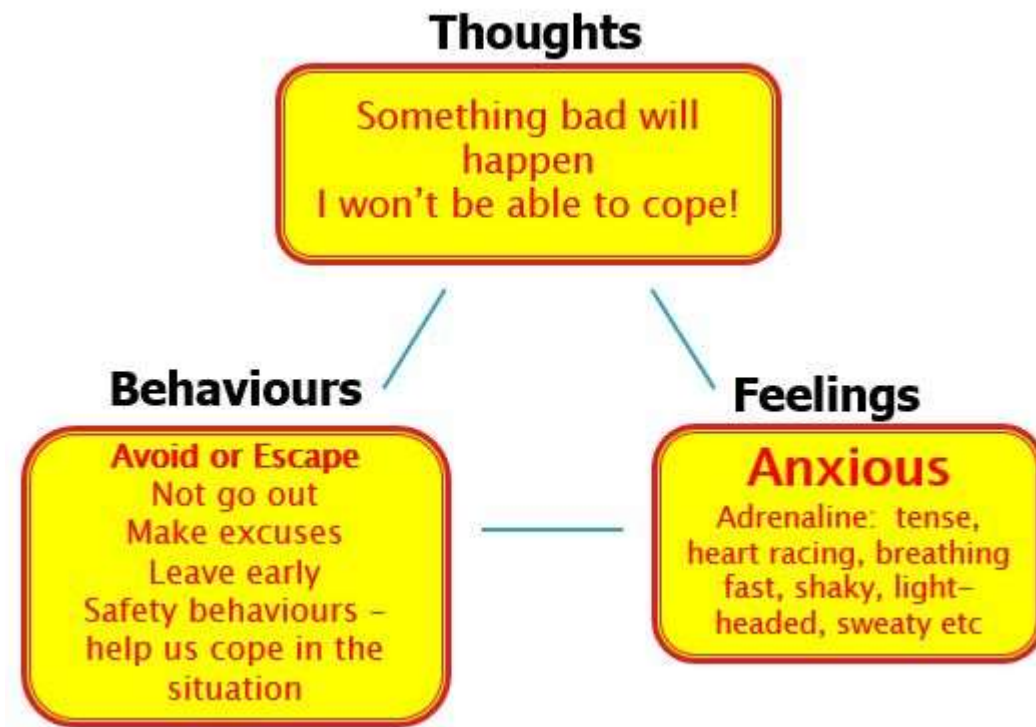 Thoughts
Something bad will
happen
I won't be able to cope!
Behaviours
Avoid or Escape
Not go out
Make excuses
Leave early
Safety behaviours –
help us cope in the
situation
Feelings
Anxious
Adrenaline: tense,
heart racing, breathing
fast, shaky, light-
headed, sweaty etc